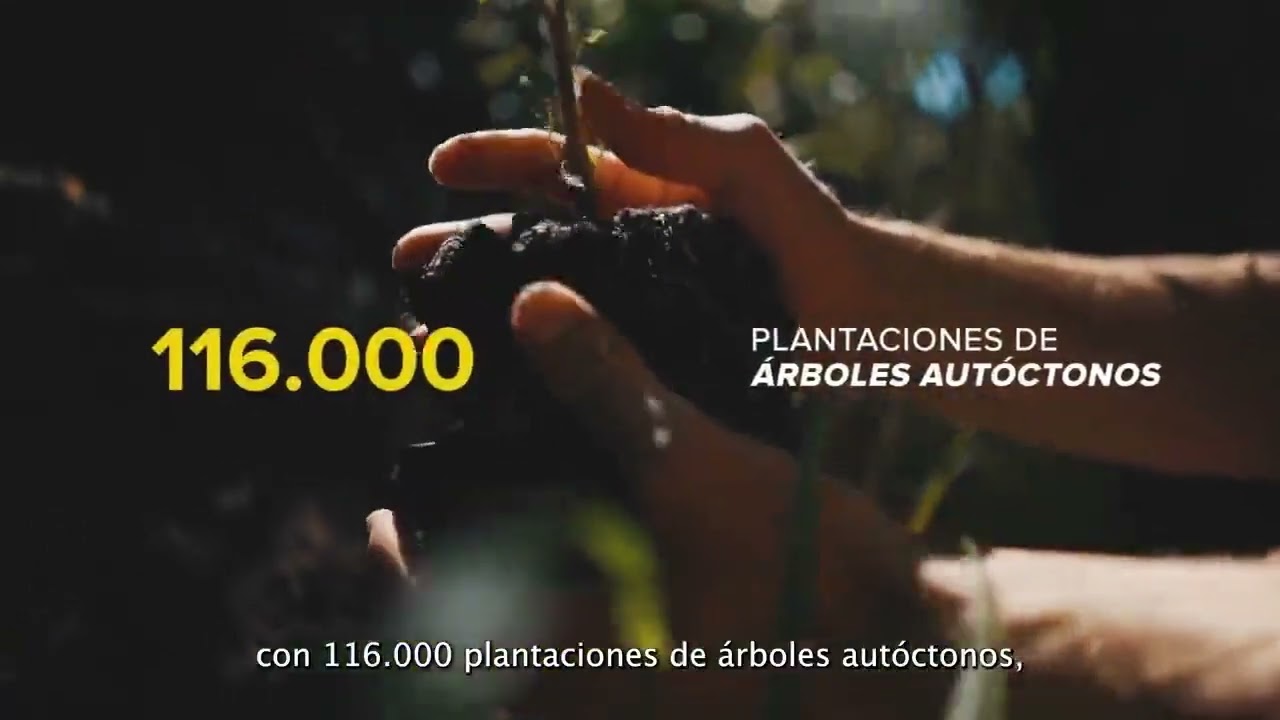 116.000
PLANTACIONES DE
ÁRBOLES AUTÓCTONOS
con 116.000 plantaciones de árboles autóctonos,